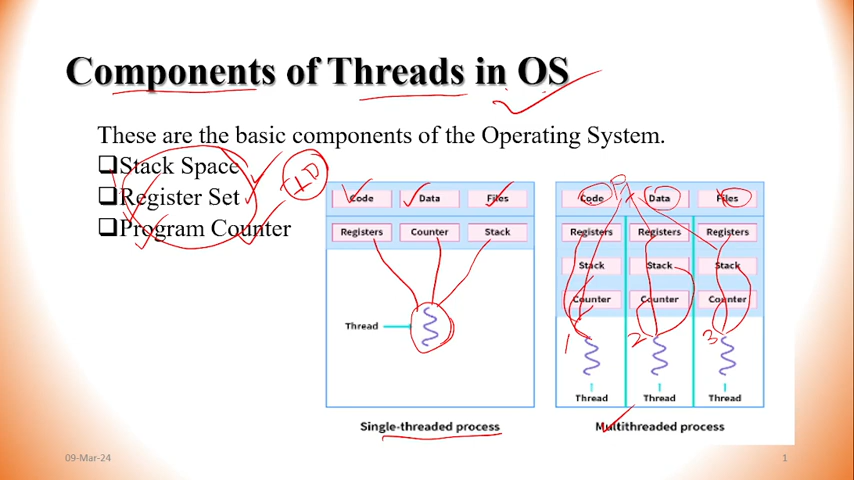 Components of Threads in OS
These are the basic components of the Operating System.
❑Stack Space
❑Register Set
❑Program Counter
Code Data Files
Registers Counter Stack
Thread
Single-threaded process
Code Data Files
Registers Registers Registers
Stack Stack Stack
Counter Counter Counter
1 2 3
Thread Thread Thread
Multithreaded process
09-Mar-24
1